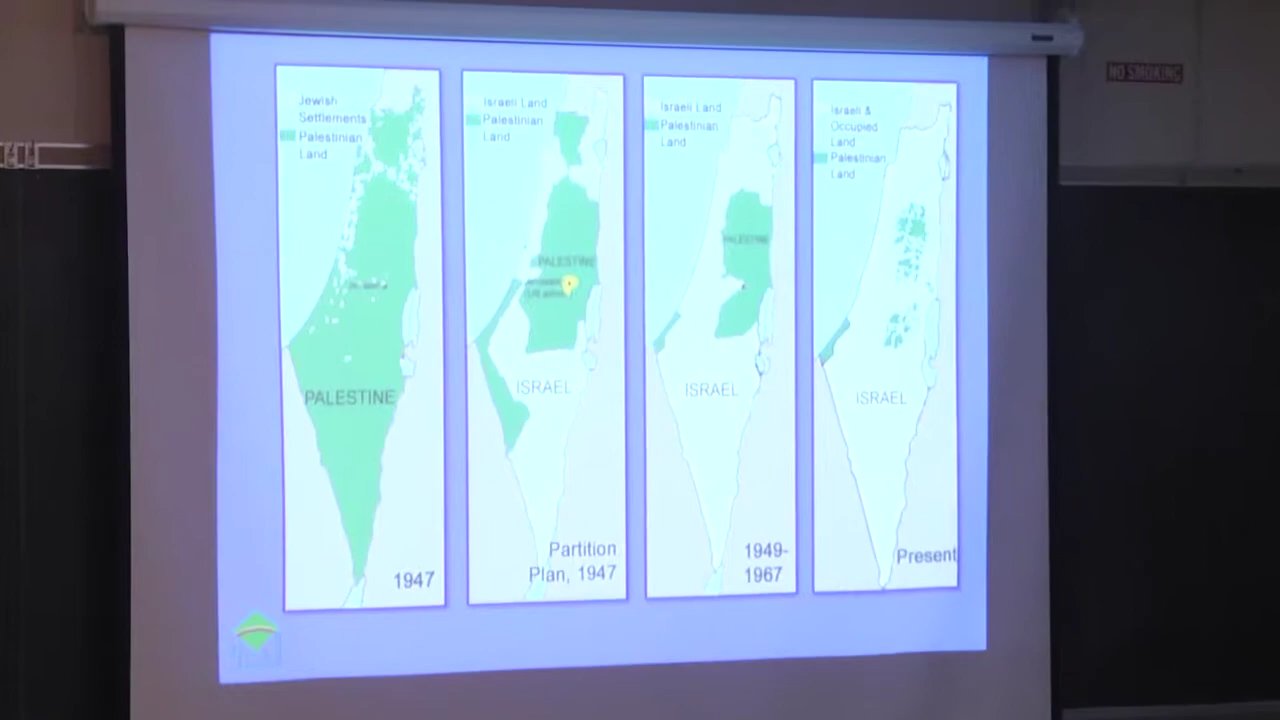 Jewish
Settlements
Palestinian
Land
PALESTINE
1947
Israeli Land
Palestinian
Land
PALESTINE
ISRAEL
Partition
Plan, 1947
Israeli Land
Palestinian
Land
PALESTINE
ISRAEL
1949-
1967
Israeli &
Occupied
Land
Palestinian
Land
ISRAEL
Present
NO SMOKING